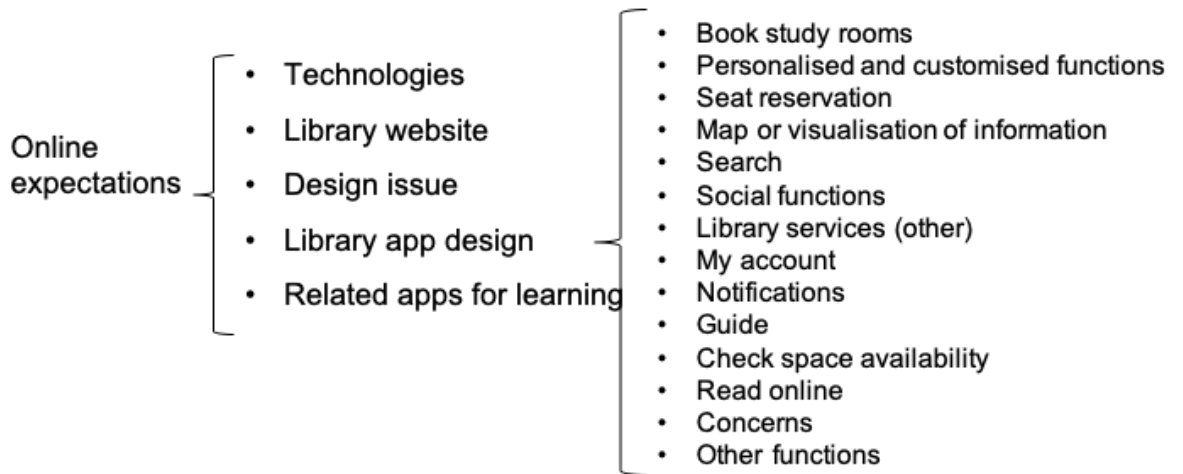 Online
expectations
• Technologies
• Library website
• Design issue
• Library app design
• Related apps for learning
• Book study rooms
• Personalised and customised functions
• Seat reservation
• Map or visualisation of information
• Search
• Social functions
• Library services (other)
• My account
• Notifications
• Guide
• Check space availability
• Read online
• Concerns
• Other functions